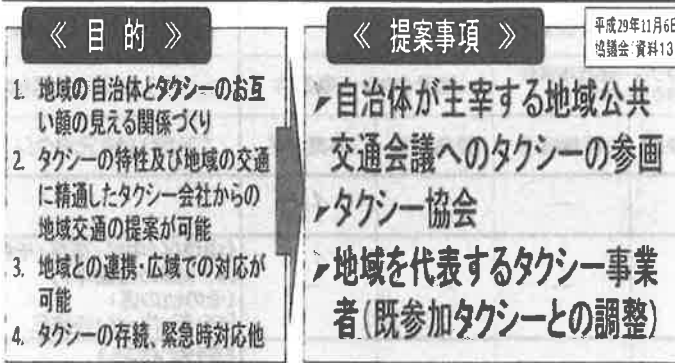 《 目 的 》
1. 地域の自治体とタクシーのお互
い顔の見える関係づくり
2. タクシーの特性及び地域の交通
に精通したタクシー会社からの
地域交通の提案が可能
3. 地域との連携・広域での対応が
可能
4. タクシーの存続、緊急時対応他
《 提案事項 》
平成29年11月6日
協議会 資料13
自治体が主宰する地域公共
交通会議へのタクシーの参画
タクシー協会
地域を代表するタクシー事業
者(既参加タクシーとの調整)